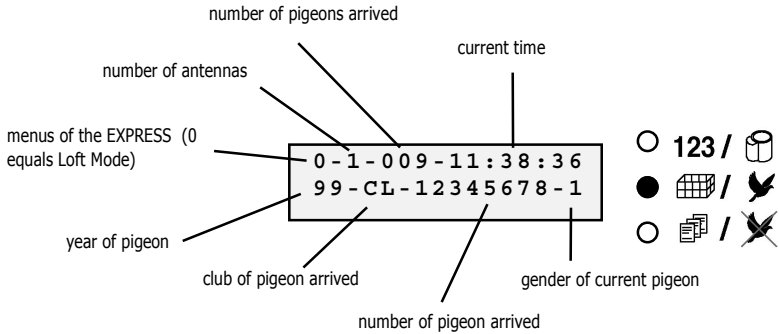 number of pigeons arrived
current time
number of antennas
menus of the EXPRESS (0
equals Loft Mode)
0-1-009-11:38:36
99-CL-12345678-1
123 /
/
/
year of pigeon
club of pigeon arrived
gender of current pigeon
number of pigeon arrived